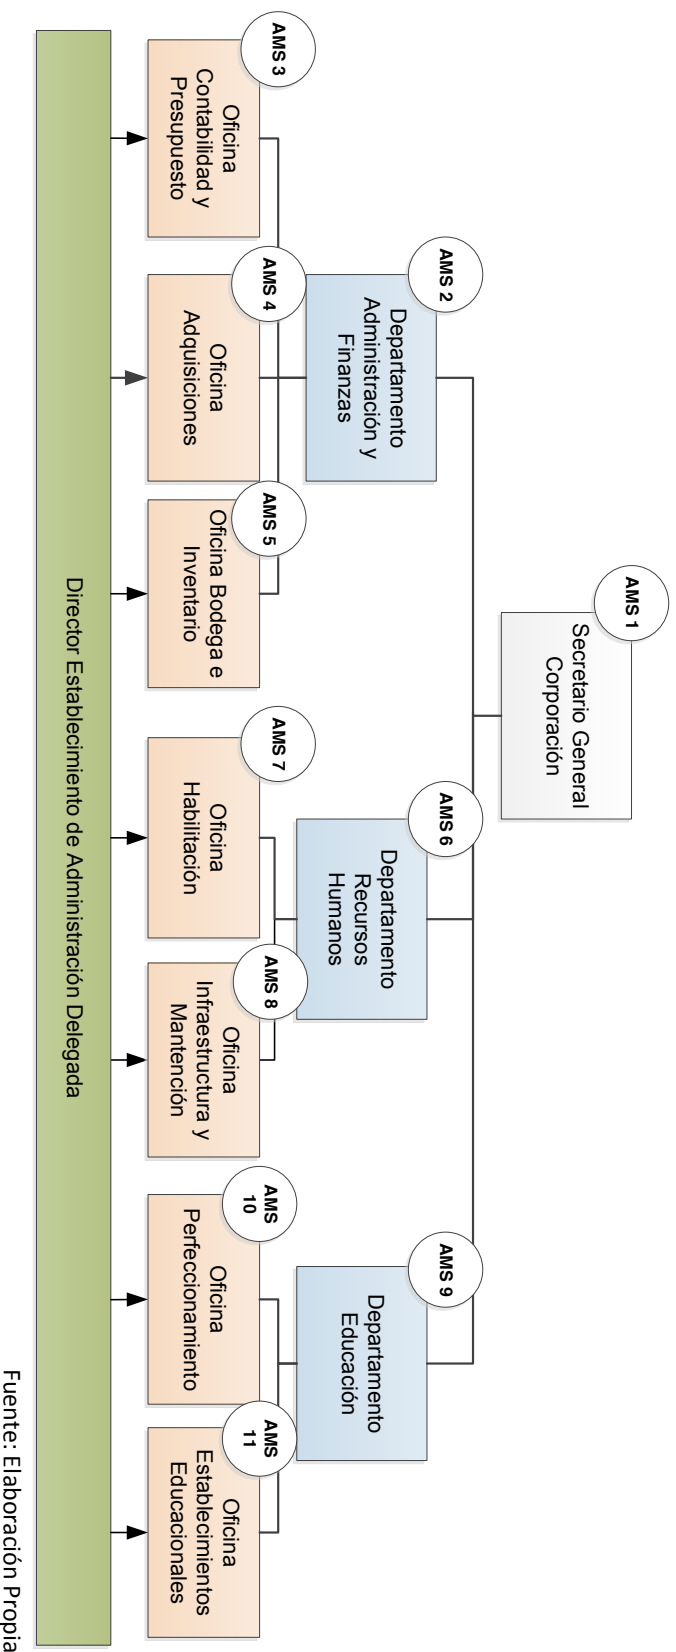 AMS 1
Secretario General
Corporación
AMS 2
Departamento
Administración y
Finanzas
AMS 6
Departamento
Recursos
Humanos
AMS 9
Departamento
Educación
AMS 3
Oficina
Contabilidad y
Presupuesto
AMS 4
Oficina
Adquisiciones
AMS 5
Oficina Bodega e
Inventario
AMS 7
Oficina
Habilitación
AMS 8
Oficina
Infraestructura y
Mantención
AMS
10
Oficina
Perfeccionamiento
AMS
11
Oficina
Establecimientos
Educacionales
Director Establecimiento de Administración Delegada
Fuente: Elaboración Propia